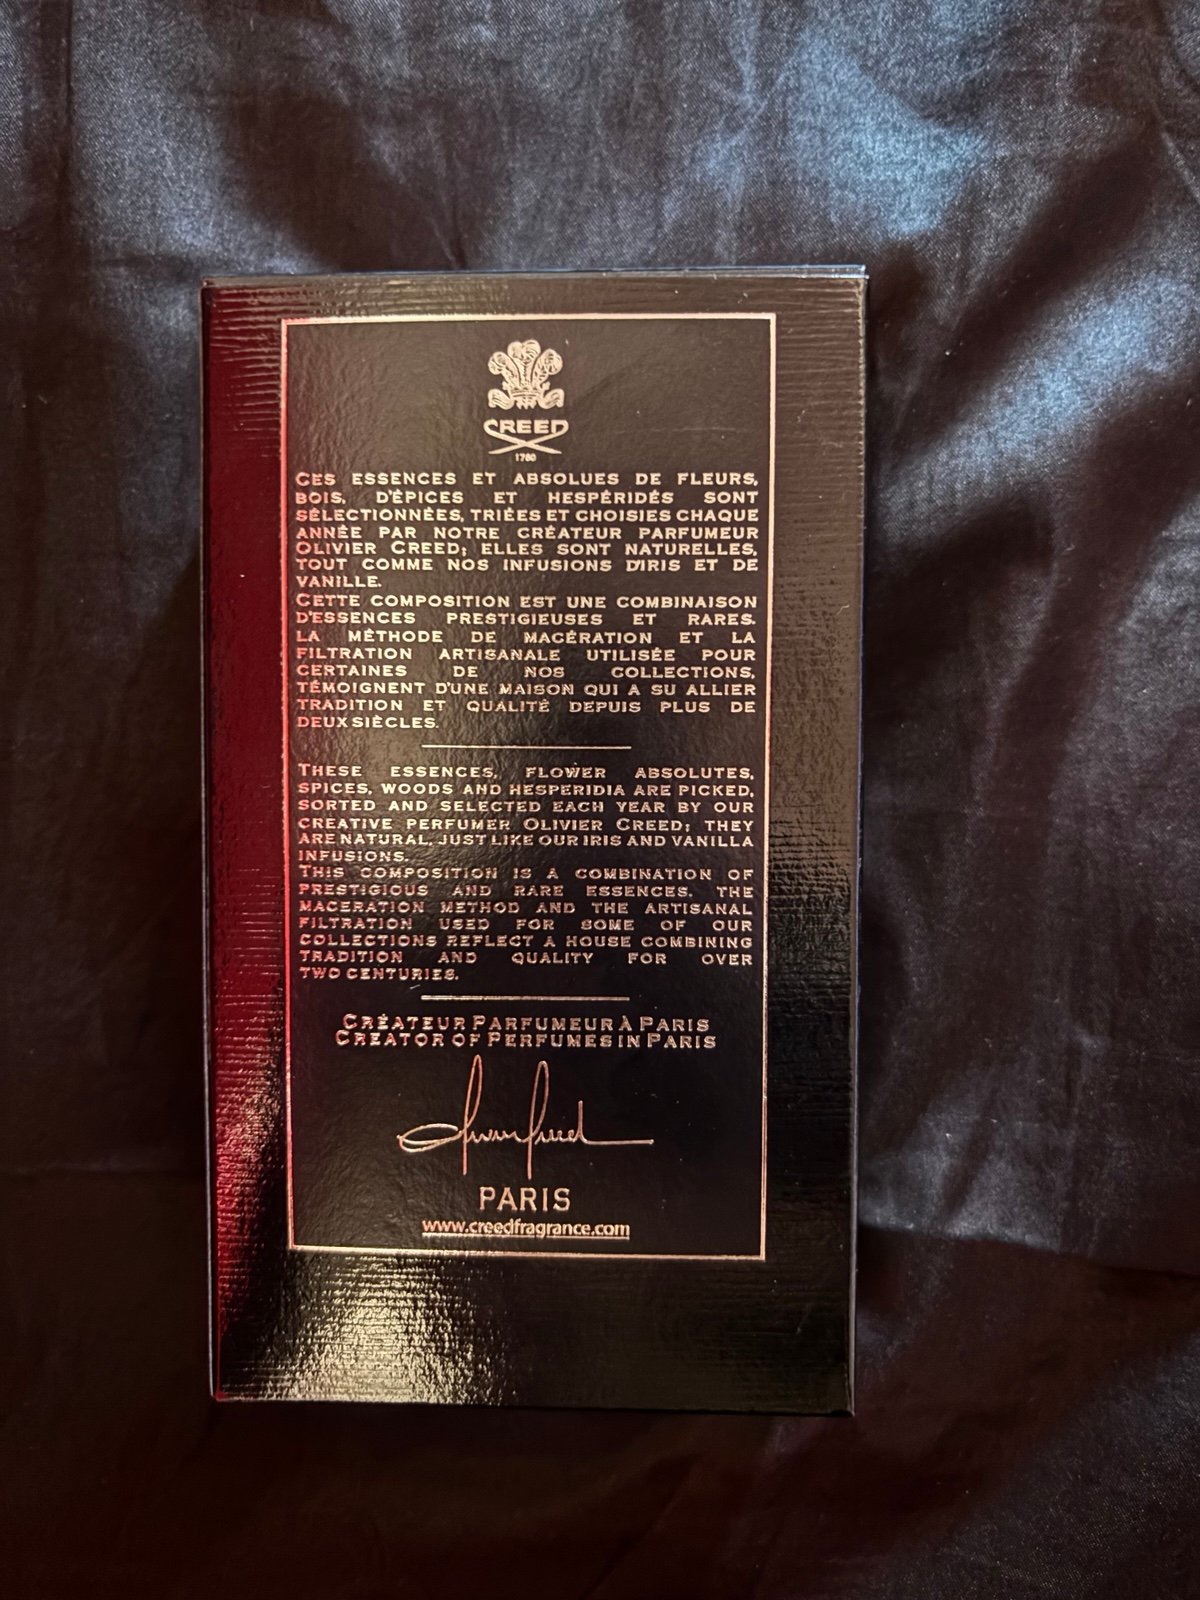 CREED
1760
CES ESSENCES ET ABSOLUES DE FLEURS,
BOIS, D'ÉPICES ET HESPÉRIDÉS SONT
SÉLECTIONNÉES, TRIÉES ET CHOISIES CHAQUE
ANNÉE PAR NOTRE CRÉATEUR PARFUMEUR
OLIVIER CREED; ELLES SONT NATURELLES,
TOUT COMME NOS INFUSIONS D'IRIS ET DE
VANILLE.
CETTE COMPOSITION EST UNE COMBINAISON
D'ESSENCES PRESTIGIEUSES ET RARES.
LA MÉTHODE DE MACÉRATION ET LA
FILTRATION ARTISANALE UTILISÉE POUR
CERTAINES DE NOS COLLECTIONS,
TÉMOIGNENT D'UNE MAISON QUI A SU ALLIER
TRADITION ET QUALITÉ DEPUIS PLUS DE
DEUX SIÈCLES.
THESE ESSENCES, FLOWER ABSOLUTES,
SPICES, WOODS AND HESPERIDIA ARE PICKED,
SORTED AND SELECTED EACH YEAR BY OUR
CREATIVE PERFUMER OLIVIER CREED; THEY
ARE NATURAL, JUST LIKE OUR IRIS AND VANILLA
INFUSIONS.
THIS COMPOSITION IS A COMBINATION OF
PRESTIGIOUS AND RARE ESSENCES. THE
MACERATION METHOD AND THE ARTISANAL
FILTRATION USED FOR SOME OF OUR
COLLECTIONS REFLECT A HOUSE COMBINING
TRADITION AND QUALITY FOR OVER
TWO CENTURIES.
CRÉATEUR PARFUMEUR À PARIS
CREATOR OF PERFUMES IN PARIS
PARIS
www.creedfragrance.com